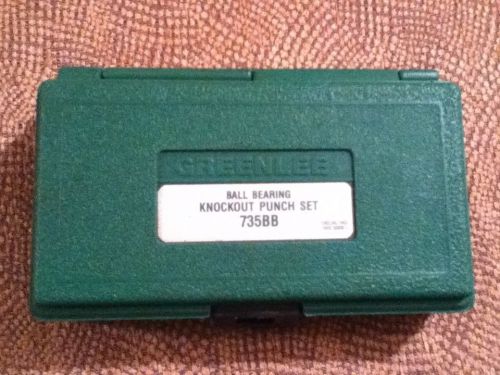 GREENLEE
BALL BEARING
KNOCKOUT PUNCH SET
735BB